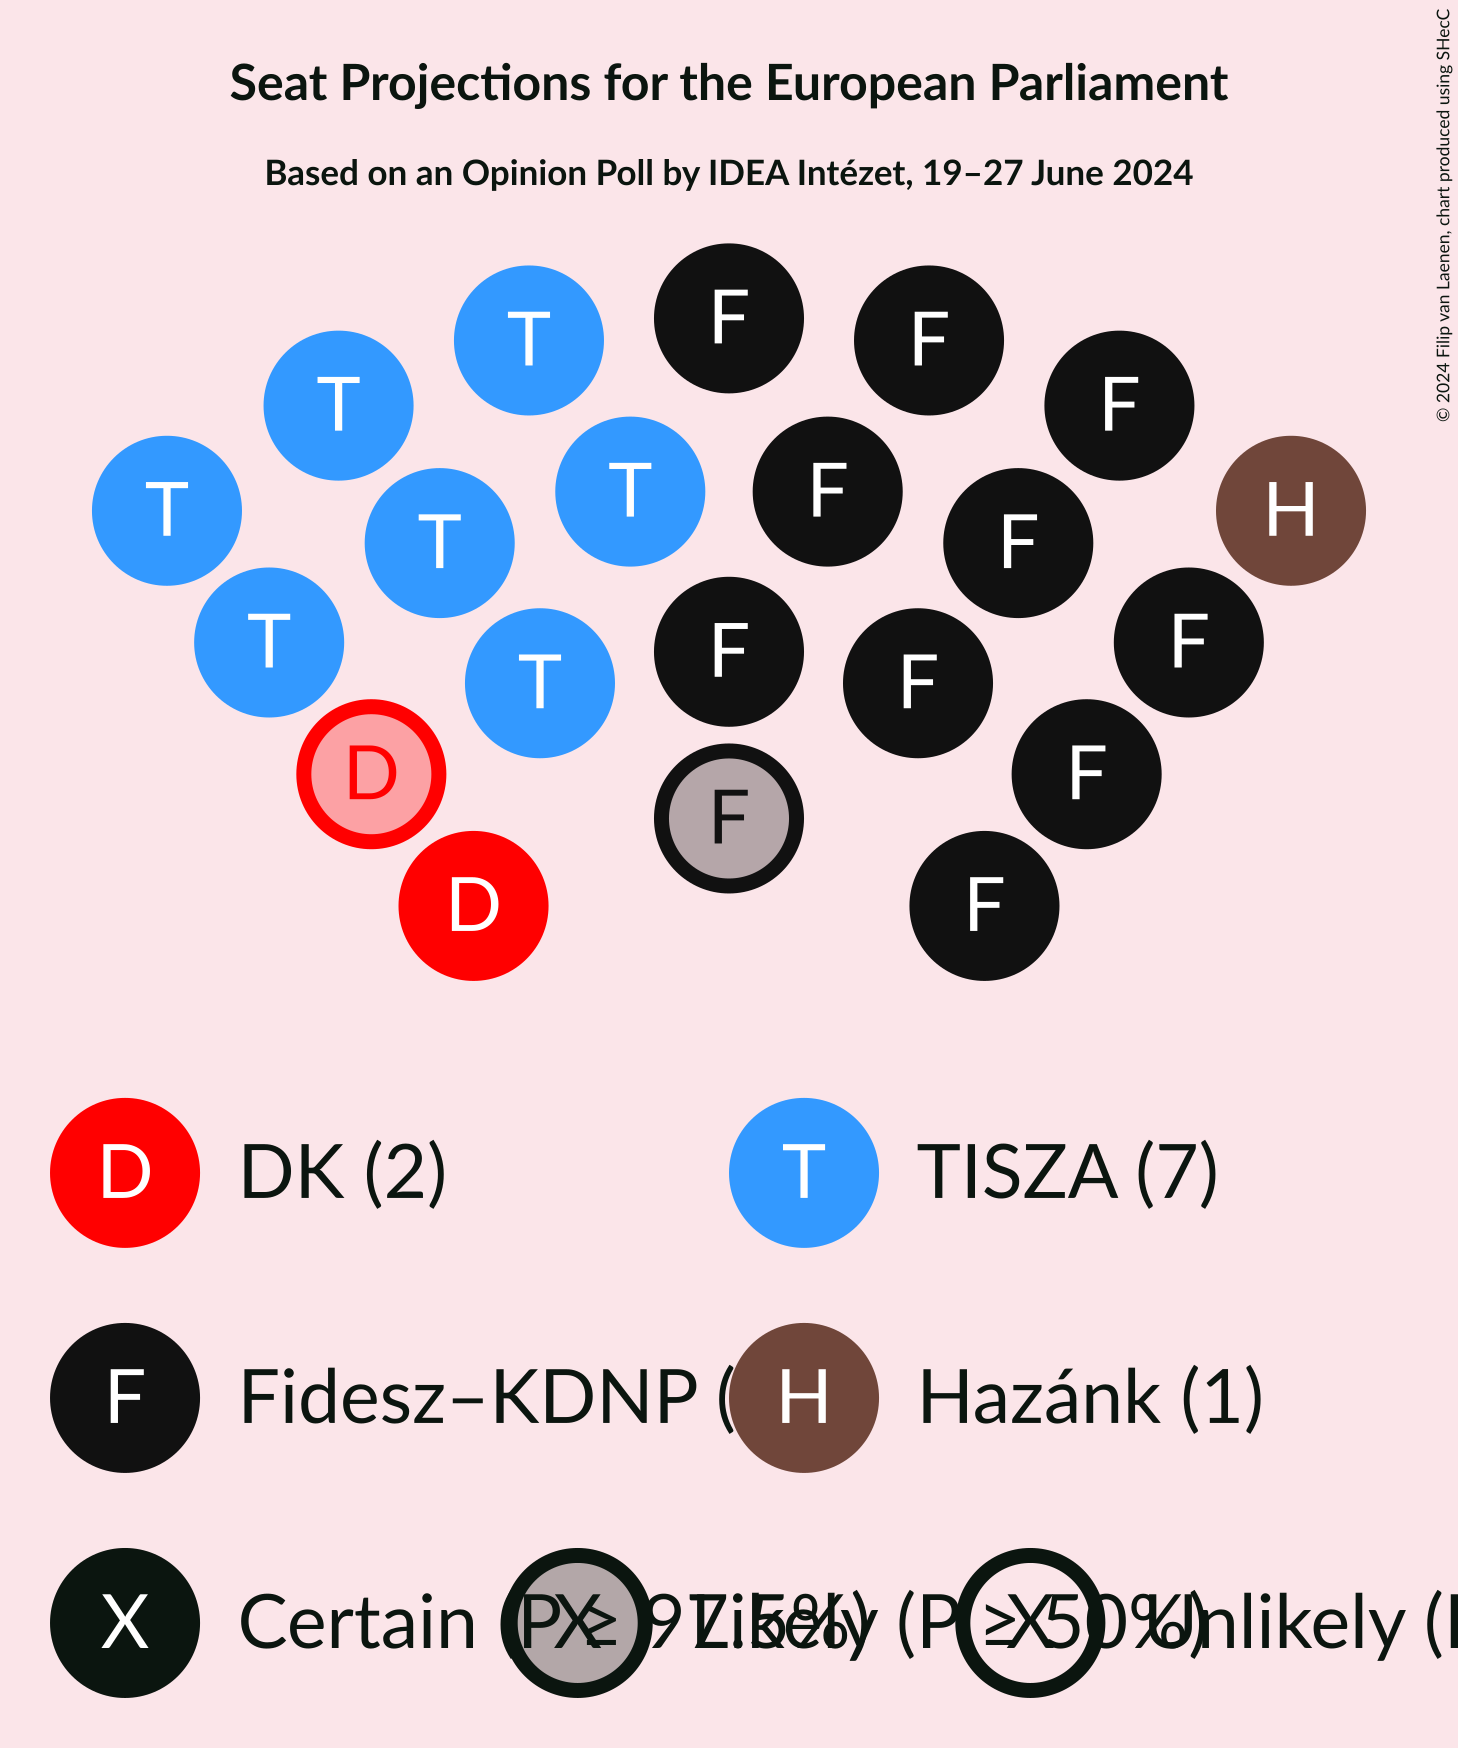 Seat Projections for the European Parliament
Based on an Opinion Poll by IDEA Intézet, 19–27 June 2024
© 2024 Filip van Laenen, chart produced using SHecC
T F F
T F
T T F F H
T T F
T F F
T F
D F
F
D F
D DK (2) T TISZA (7)
F Fidesz–KDNP ( H Hazánk (1)
X Certain (P ≥ 97.5%) X Likely (P ≥ 50%) X Unlikely (